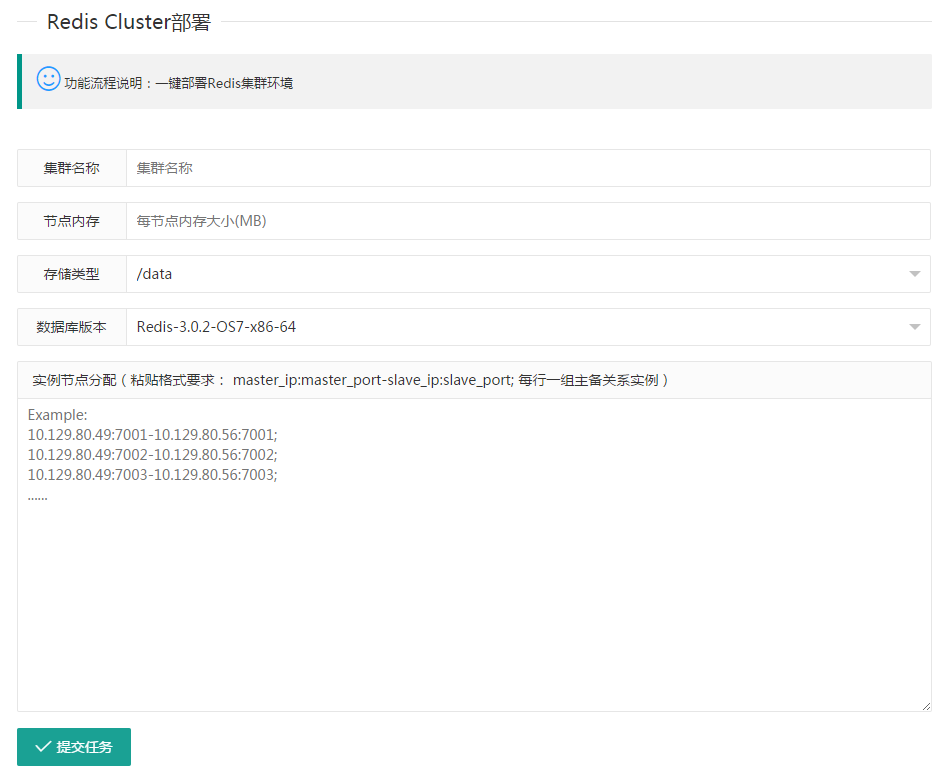 Redis Cluster部署
功能流程说明：一键部署Redis集群环境
集群名称 集群名称
节点内存 每节点内存大小(MB)
存储类型 /data
数据库版本 Redis-3.0.2-OS7-x86-64
实例节点分配 ( 粘贴格式要求： master_ip:master_port-slave_ip:slave_port; 每行一组主备关系实例 )
Example:
10.129.80.49:7001-10.129.80.56:7001;
10.129.80.49:7002-10.129.80.56:7002;
10.129.80.49:7003-10.129.80.56:7003;
......
提交任务